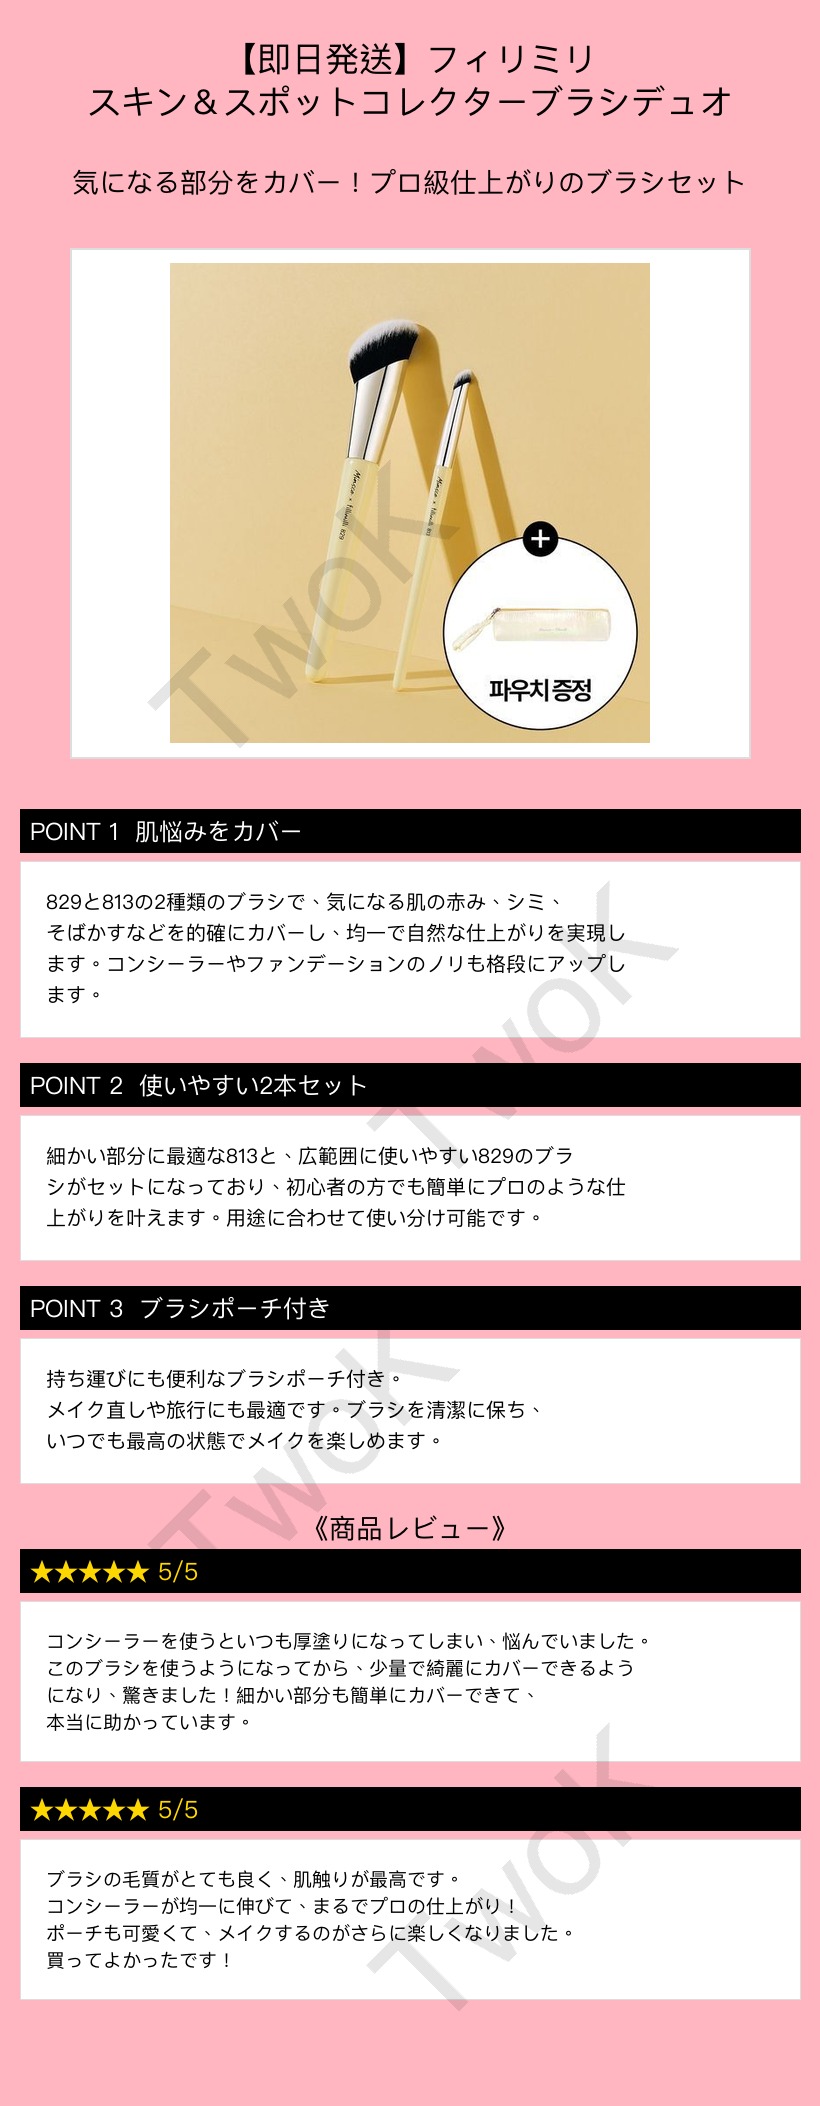 【即日発送】フィリミリ
スキン＆スポットコレクターブラシデュオ
気になる部分をカバー！プロ級仕上がりのブラシセット
Mncco × fillimilli 829
813
파우치 증정
POINT 1 肌悩みをカバー
829と813の2種類のブラシで、気になる肌の赤み、シミ、
そばかすなどを的確にカバーし、均一で自然な仕上がりを実現し
ます。コンシーラーやファンデーションのノリも格段にアップし
ます。
POINT 2 使いやすい2本セット
細かい部分に最適な813と、広範囲に使いやすい829のブラ
シがセットになっており、初心者の方でも簡単にプロのような仕
上がりを叶えます。用途に合わせて使い分け可能です。
POINT 3 ブラシポーチ付き
持ち運びにも便利なブラシポーチ付き。
メイク直しや旅行にも最適です。ブラシを清潔に保ち、
いつでも最高の状態でメイクを楽しめます。
《商品レビュー》
★★★★★ 5/5
コンシーラーを使うといつも厚塗りになってしまい、悩んでいました。
このブラシを使うようになってから、少量で綺麗にカバーできるよう
になり、驚きました！細かい部分も簡単にカバーできて、
本当に助かっています。
★★★★★ 5/5
ブラシの毛質がとても良く、肌触りが最高です。
コンシーラーが均一に伸びて、まるでプロの仕上がり！
ポーチも可愛くて、メイクするのがさらに楽しくなりました。
買ってよかったです！
TwoK
TwoK
TwoK
TwoK